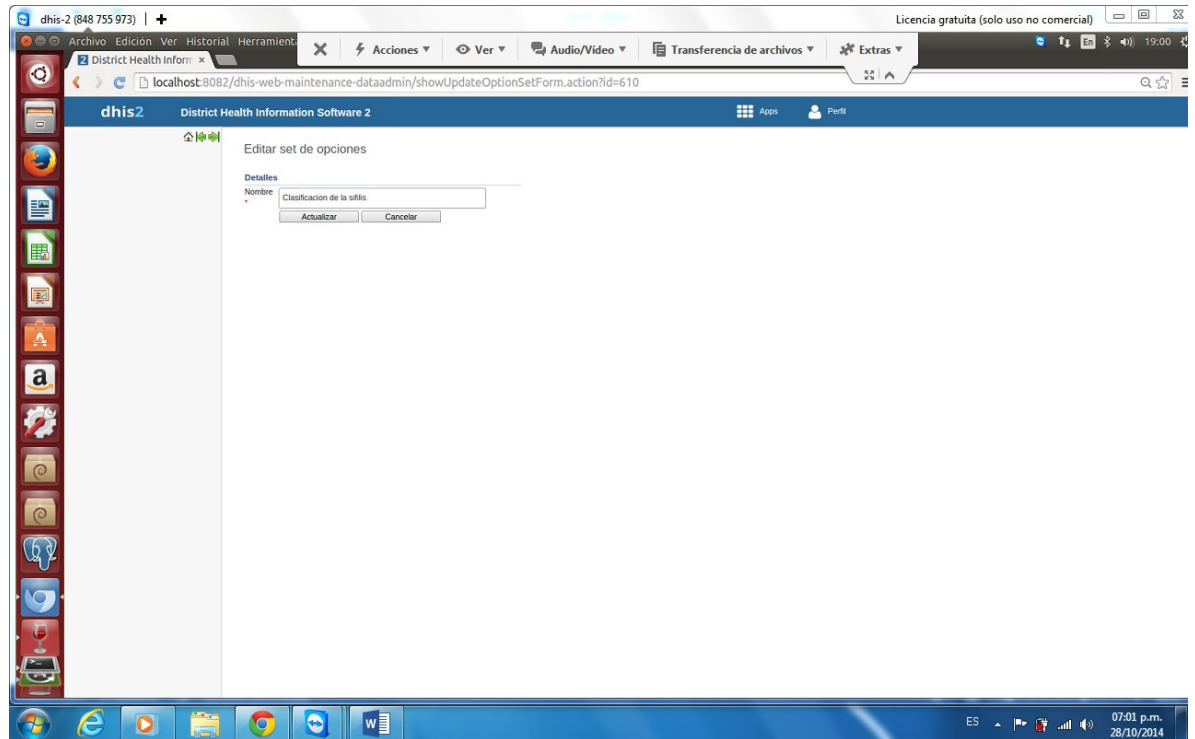 dhis-2 (848 755 973)
Licencia gratuita (solo uso no comercial)
Archivo Edición Ver Historial
Acciones
Ver
Audio/Vídeo
Transferencia de archivos
Extras
En
19:00
2 District Health Inform
localhost:8082/dhis-web-maintenance-dataadmin/showUpdateOptionSetForm.action?id=610
dhis2
District Health Information Software 2
Apps
Perfil
Editar set de opciones
Detalles
Nombre
*
Clasificacion de la sifilis
Actualizar
Cancelar
A
a
W
ES
07:01 p.m.
28/10/2014